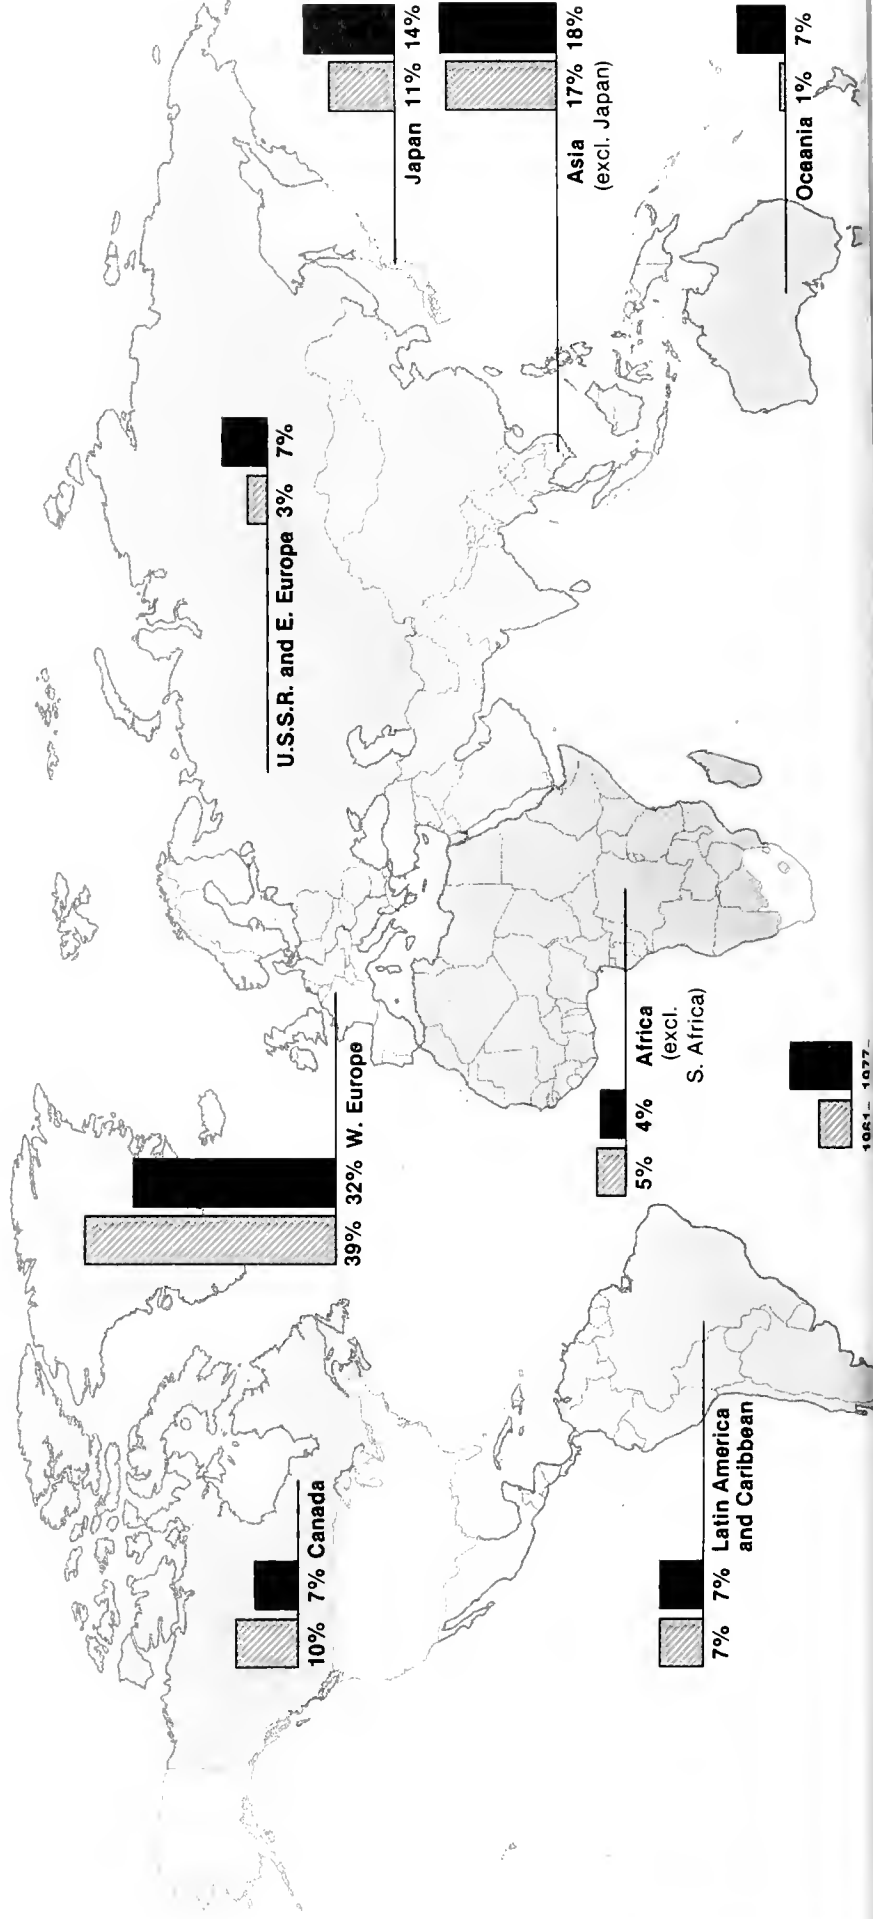 10% 7% Canada
39% 32% W. Europe
U.S.S.R. and E. Europe 3% 7%
Japan 11% 14%
Asia 17% 18%
(excl. Japan)
Oceania 1% 7%
5% 4% Africa
(excl.
S. Africa)
7% 7% Latin America
and Caribbean
1961– 1977–